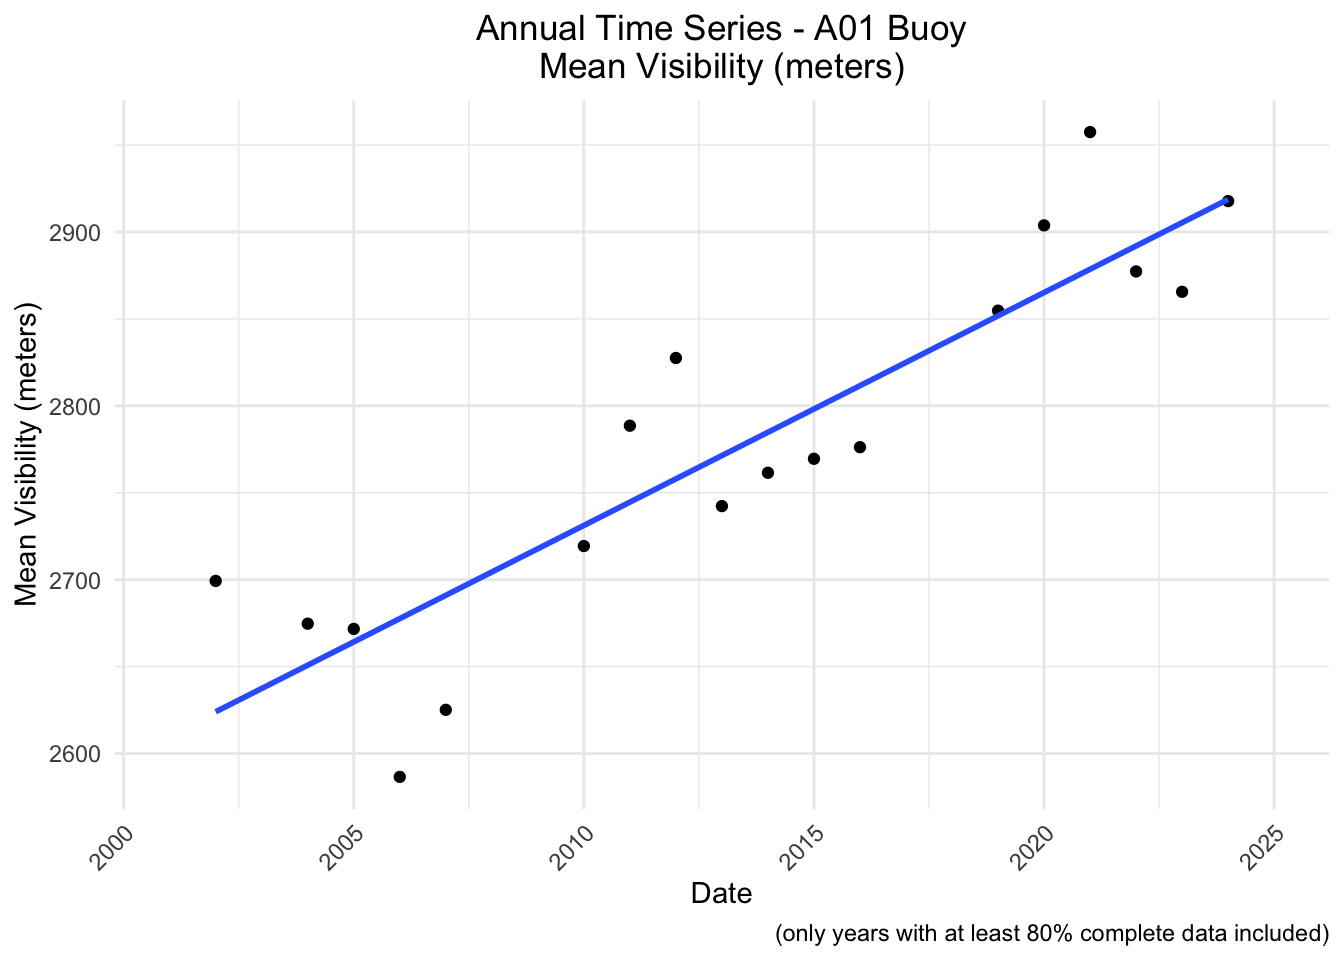 Annual Time Series - A01 Buoy
Mean Visibility (meters)
Mean Visibility (meters)
2900
2800
2700
2600
2000
2005
2010
2015
2020
2025
Date
(only years with at least 80% complete data included)